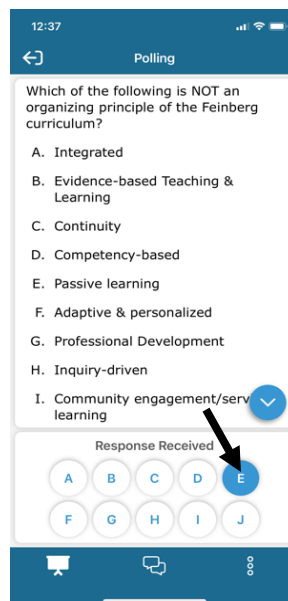 12:37
Polling
Which of the following is NOT an
organizing principle of the Feinberg
curriculum?
A. Integrated
B. Evidence-based Teaching &
Learning
C. Continuity
D. Competency-based
E. Passive learning
F. Adaptive & personalized
G. Professional Development
H. Inquiry-driven
I. Community engagement/serv
learning
Response Received
A B C D E
F G H I J